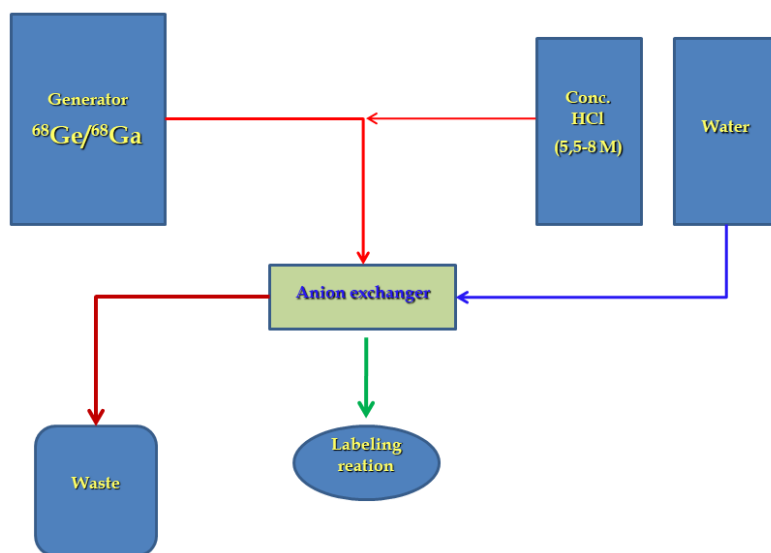 Generator
⁶⁸Ge/⁶⁸Ga
Conc.
HCl
(5,5-8 M)
Water
Anion exchanger
Waste
Labeling
reation